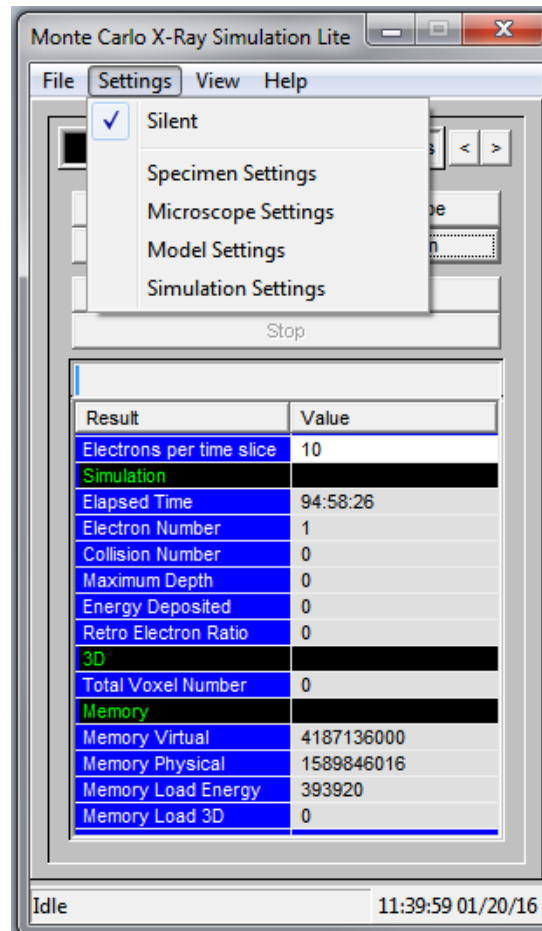 Monte Carlo X-Ray Simulation Lite
File Settings View Help
Silent
Specimen Settings
Microscope Settings
Model Settings
Simulation Settings
< >
Stop
Result Value
Electrons per time slice 10
Simulation
Elapsed Time 94:58:26
Electron Number 1
Collision Number 0
Maximum Depth 0
Energy Deposited 0
Retro Electron Ratio 0
3D
Total Voxel Number 0
Memory
Memory Virtual 4187136000
Memory Physical 1589846016
Memory Load Energy 393920
Memory Load 3D 0
Idle 11:39:59 01/20/16